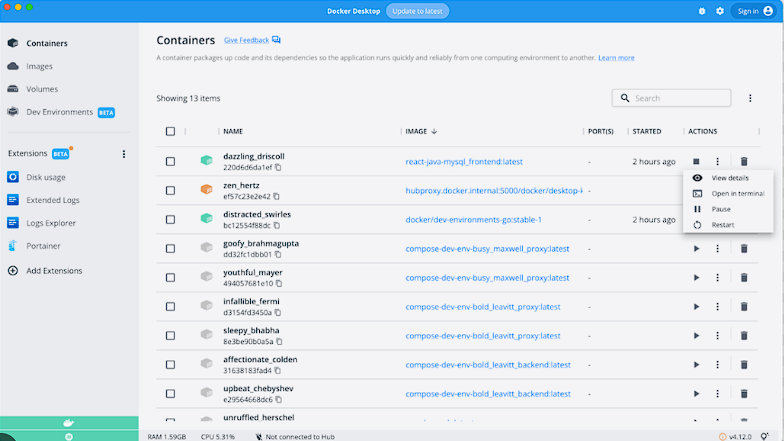 Docker Desktop
Update to latest
Sign in
Containers
Images
Volumes
Dev Environments BETA
Extensions BETA
Disk usage
Extended Logs
Logs Explorer
Portainer
Add Extensions
Containers
Give Feedback
A container packages up code and its dependencies so the application runs quickly and reliably from one computing environment to another. Learn more
Showing 13 items
Search
NAME IMAGE PORT(S) STARTED ACTIONS
dazzling_driscoll
220d6d6da1ef
react-java-mysql_frontend:latest - 2 hours ago
zen_hertz
ef57c23e2e42
hubproxy.docker.internal:5000/docker/desktop-k -
distracted_swirles
bc12554f88dc
docker/dev-environments-go:stable-1 - 2 hours ago
View details
Open in terminal
Pause
Restart
goofy_brahmagupta
dd32fc1dbb01
compose-dev-env-busy_maxwell_proxy:latest -
youthful_mayer
494057681e10
compose-dev-env-busy_maxwell_proxy:latest -
infallible_fermi
d3154fd3450a
compose-dev-env-bold_leavitt_proxy:latest -
sleepy_bhabha
8e3be90b0a5a
compose-dev-env-bold_leavitt_proxy:latest -
affectionate_colden
31638183fad4
compose-dev-env-bold_leavitt_backend:latest -
upbeat_chebyshev
e29564668dc6
compose-dev-env-bold_leavitt_backend:latest -
unruffled_herschel
RAM 1.59GB CPU 5.31% Not connected to Hub
v4.12.0